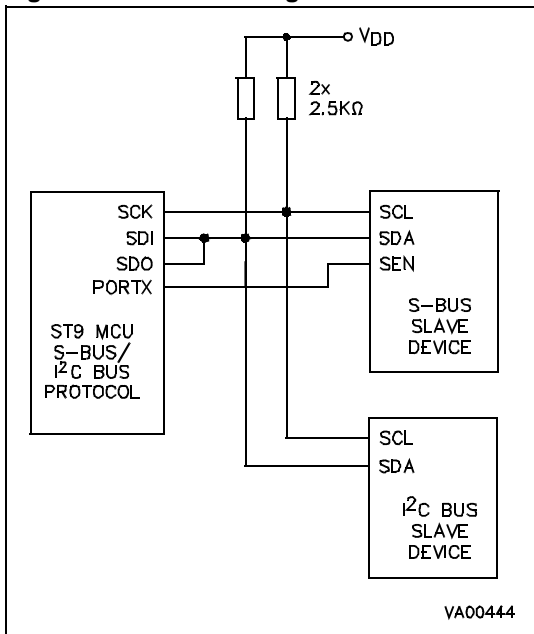 VDD
2x
2.5KΩ
SCK
SDI
SDO
PORTX
ST9 MCU
S-BUS/
I²C BUS
PROTOCOL
SCL
SDA
SEN
S-BUS
SLAVE
DEVICE
SCL
SDA
I²C BUS
SLAVE
DEVICE
VA00444